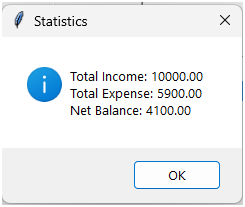 Statistics
Total Income: 10000.00
Total Expense: 5900.00
Net Balance: 4100.00
OK